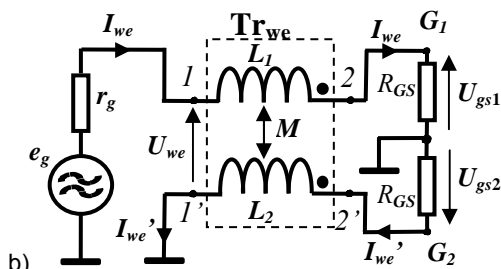 Tr_we
I_we 1 L_1 2 I_we G_1
r_g R_GS U_gs1
U_we M
e_g R_GS U_gs2
1' L_2 2'
I_we' I_we' G_2
b)